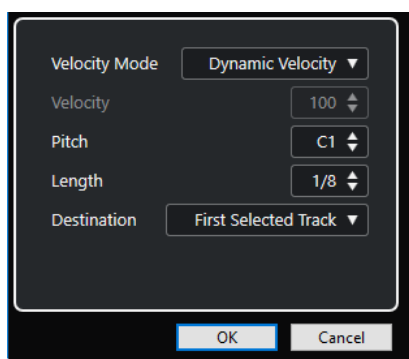 Velocity Mode Dynamic Velocity
Velocity 100
Pitch C1
Length 1/8
Destination First Selected Track
OK Cancel